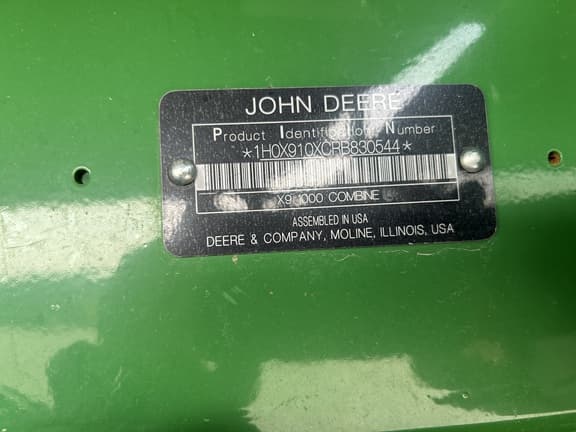 JOHN DEERE
Product Identification Number
*1H0X910XCRB830544*
X9 1000 COMBINE
ASSEMBLED IN USA
DEERE & COMPANY, MOLINE, ILLINOIS, USA